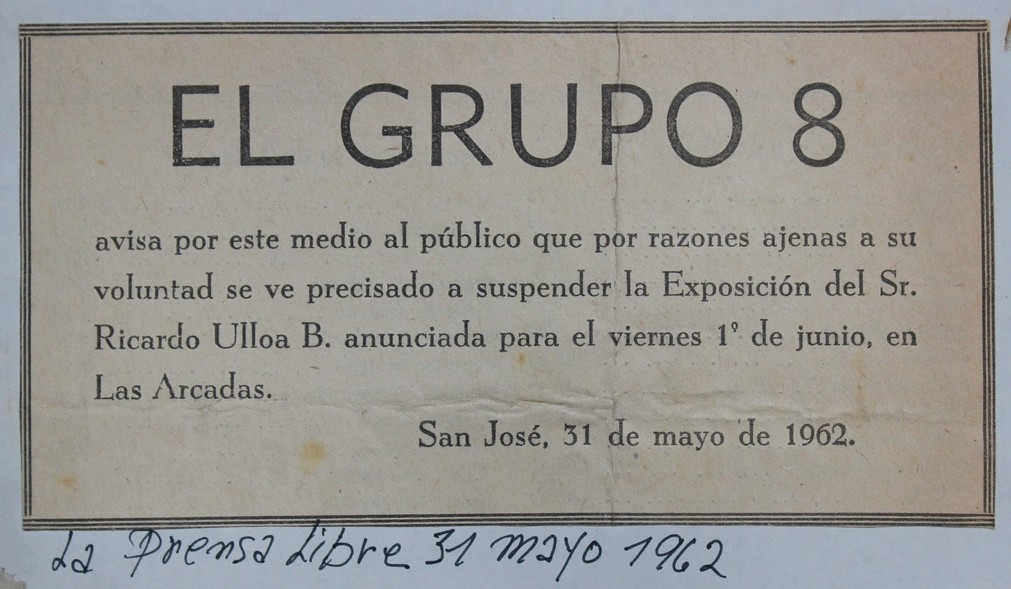 EL GRUPO 8
avisa por este medio al público que por razones ajenas a su
voluntad se ve precisado a suspender la Exposición del Sr.
Ricardo Ulloa B. anunciada para el viernes 1º de junio, en
Las Arcadas.
San José, 31 de mayo de 1962.
La Prensa Libre 31 mayo 1962